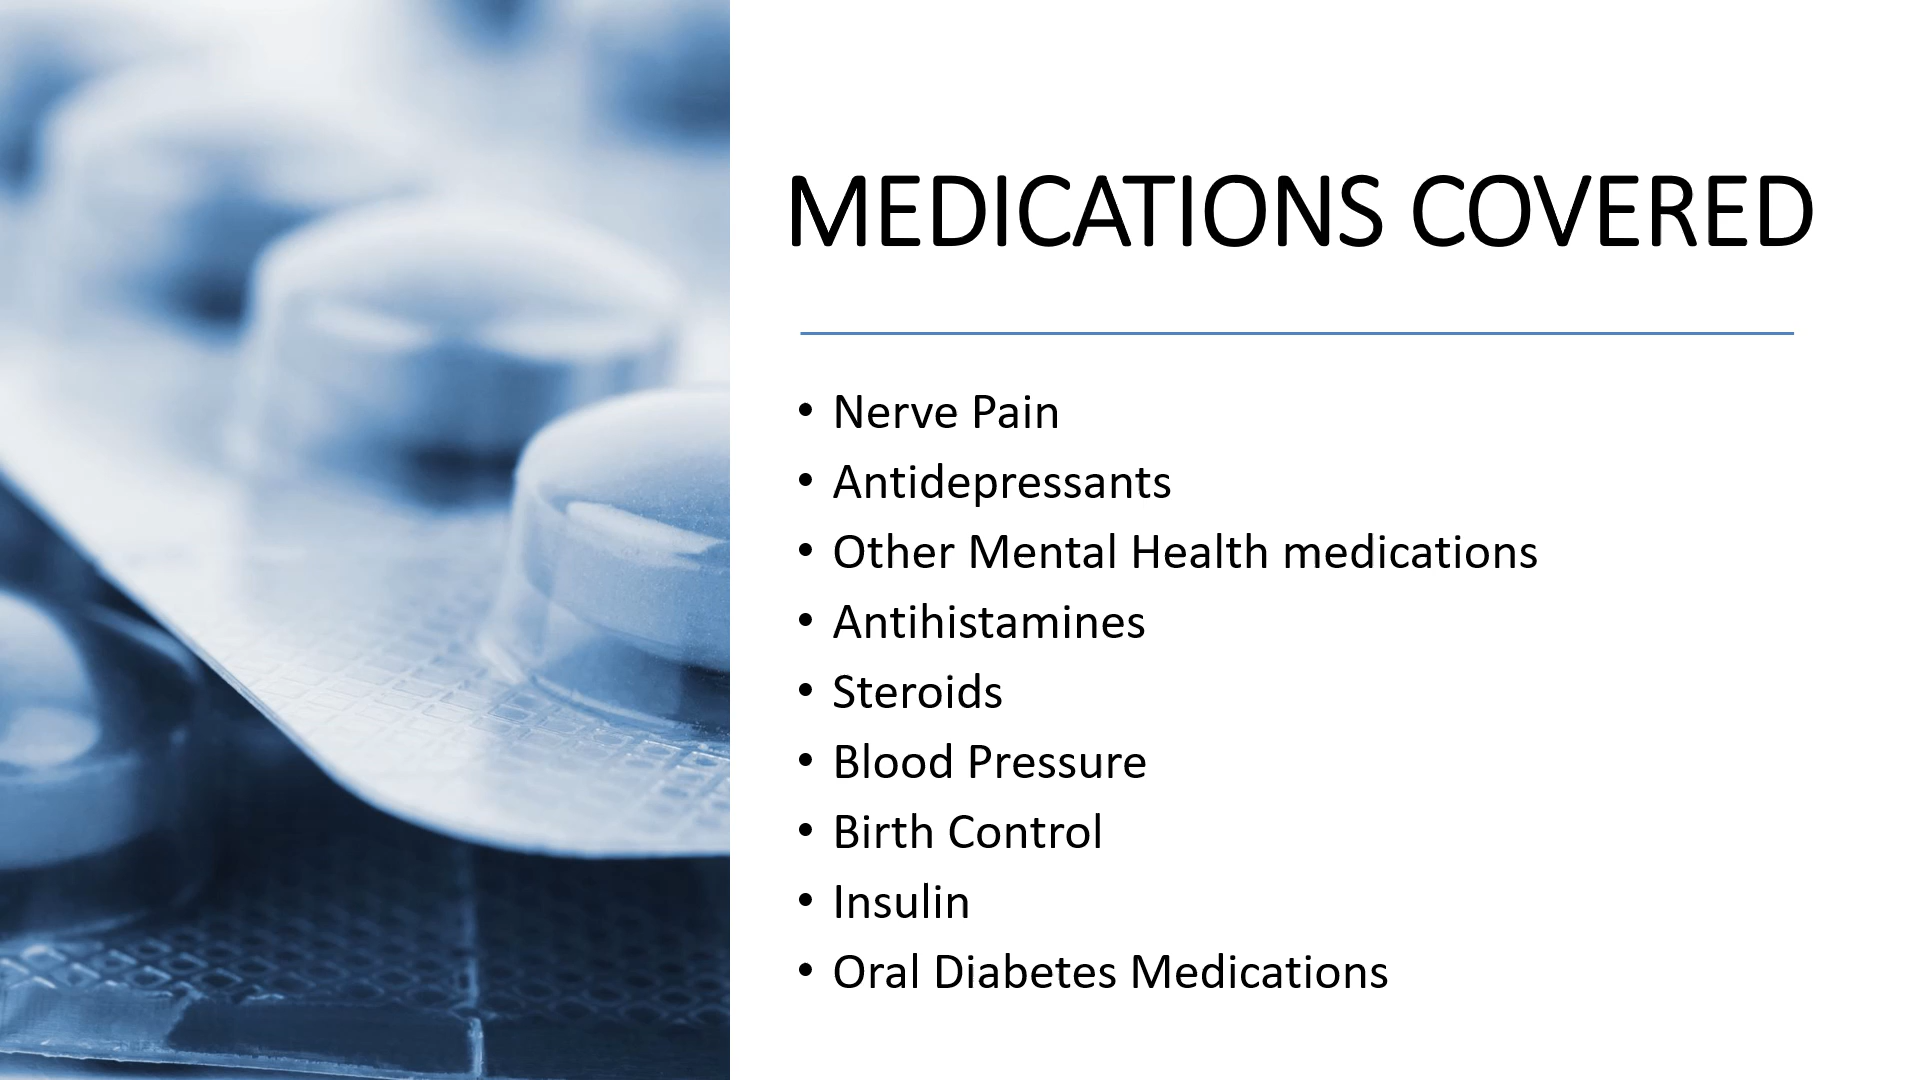 MEDICATIONS COVERED
• Nerve Pain
• Antidepressants
• Other Mental Health medications
• Antihistamines
• Steroids
• Blood Pressure
• Birth Control
• Insulin
• Oral Diabetes Medications